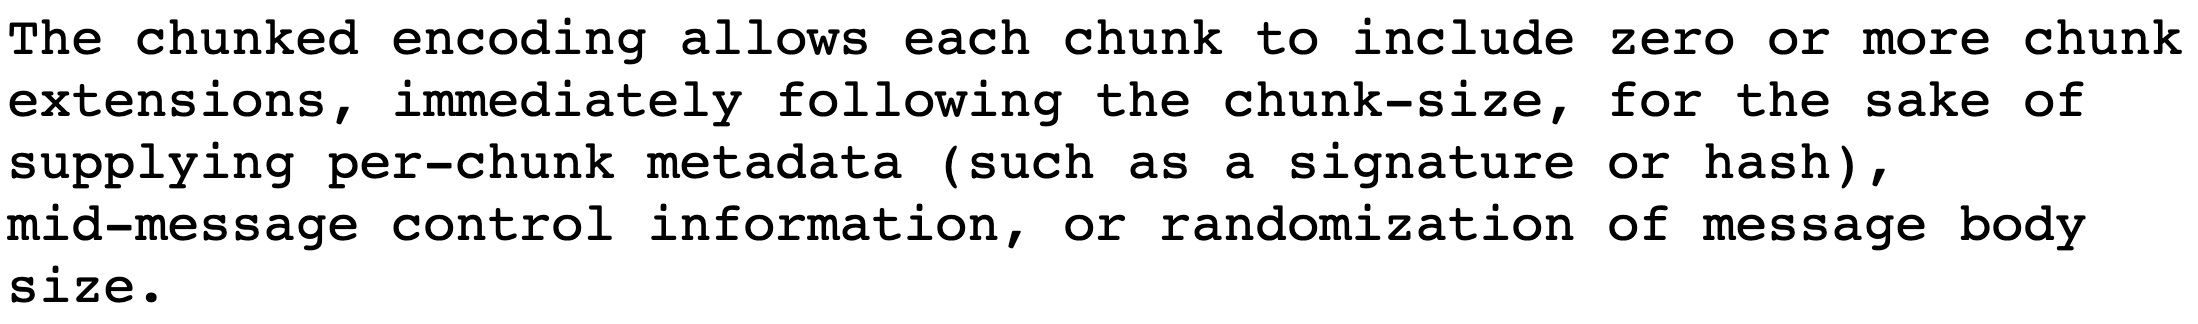 The chunked encoding allows each chunk to include zero or more chunk
extensions, immediately following the chunk-size, for the sake of
supplying per-chunk metadata (such as a signature or hash),
mid-message control information, or randomization of message body
size.